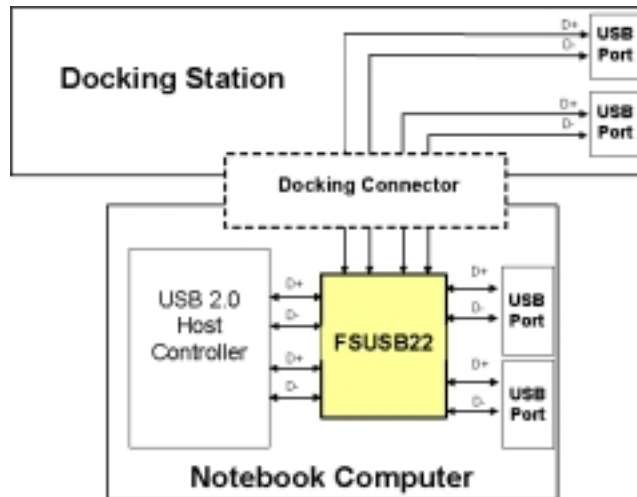 D+
USB
Port
D-
Docking Station
D+
USB
Port
D-
Docking Connector
USB 2.0
Host
Controller
D+
D-
D+
D-
FSUSB22
D+
D-
USB
Port
D+
D-
USB
Port
Notebook Computer